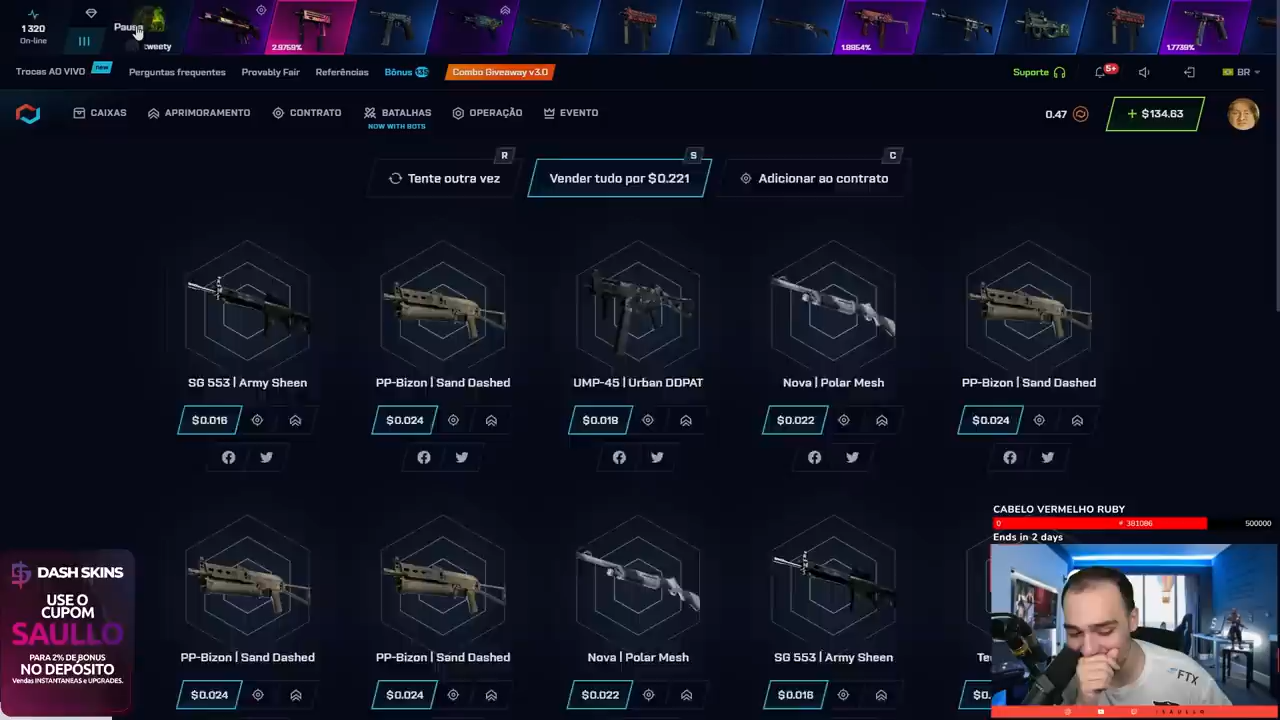 1 320
On-line
tweety
2.9759%
1.8854%
1.7739%
Trocas AO VIVO new
Perguntas frequentes
Provably Fair
Referências
Bônus
Combo Giveaway v3.0
Suporte
5+
BR
CAIXAS
APRIMORAMENTO
CONTRATO
BATALHAS
NOW WITH BOTS
OPERAÇÃO
EVENTO
0.47
+ $134.63
R
Tente outra vez
S
Vender tudo por $0.221
C
Adicionar ao contrato
SG 553 | Army Sheen
PP-Bizon | Sand Dashed
UMP-45 | Urban DDPAT
Nova | Polar Mesh
PP-Bizon | Sand Dashed
$0.016
$0.024
$0.018
$0.022
$0.024
CABELO VERMELHO RUBY
0
381086
500000
Ends in 2 days
DASH SKINS
USE O
CUPOM
SAULLO
PARA 2% DE BONUS
NO DEPÓSITO
Vendas INSTANTANEAS e UPGRADES.
PP-Bizon | Sand Dashed
PP-Bizon | Sand Dashed
Nova | Polar Mesh
SG 553 | Army Sheen
$0.024
$0.024
$0.022
$0.016
FTX